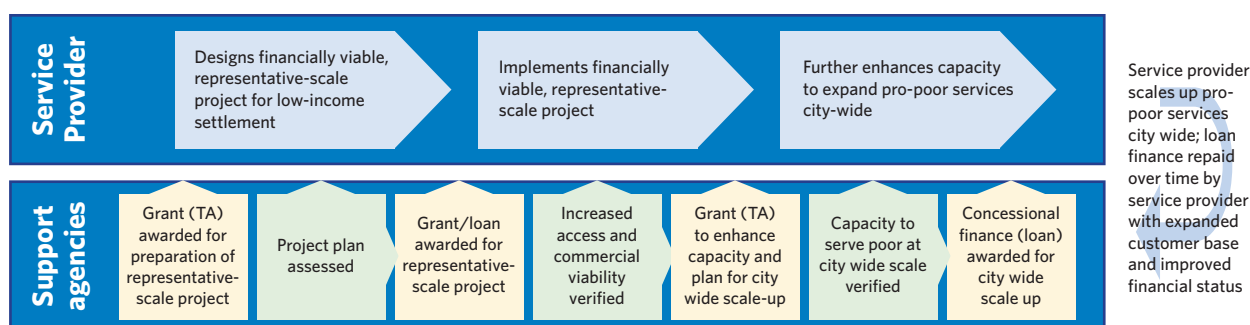 Service
Provider
Designs financially viable,
representative-scale
project for low-income
settlement
Implements financially
viable, representative-
scale project
Further enhances capacity
to expand pro-poor services
city-wide
Service provider
scales up pro-
poor services
city wide; loan
finance repaid
over time by
service provider
with expanded
customer base
and improved
financial status
Support
agencies
Grant (TA)
awarded for
preparation of
representative-
scale project
Project plan
assessed
Grant/loan
awarded for
representative-
scale project
Increased
access and
commercial
viability
verified
Grant (TA)
to enhance
capacity and
plan for city
wide scale-up
Capacity to
serve poor at
city wide scale
verified
Concessional
finance (loan)
awarded for
city wide
scale up